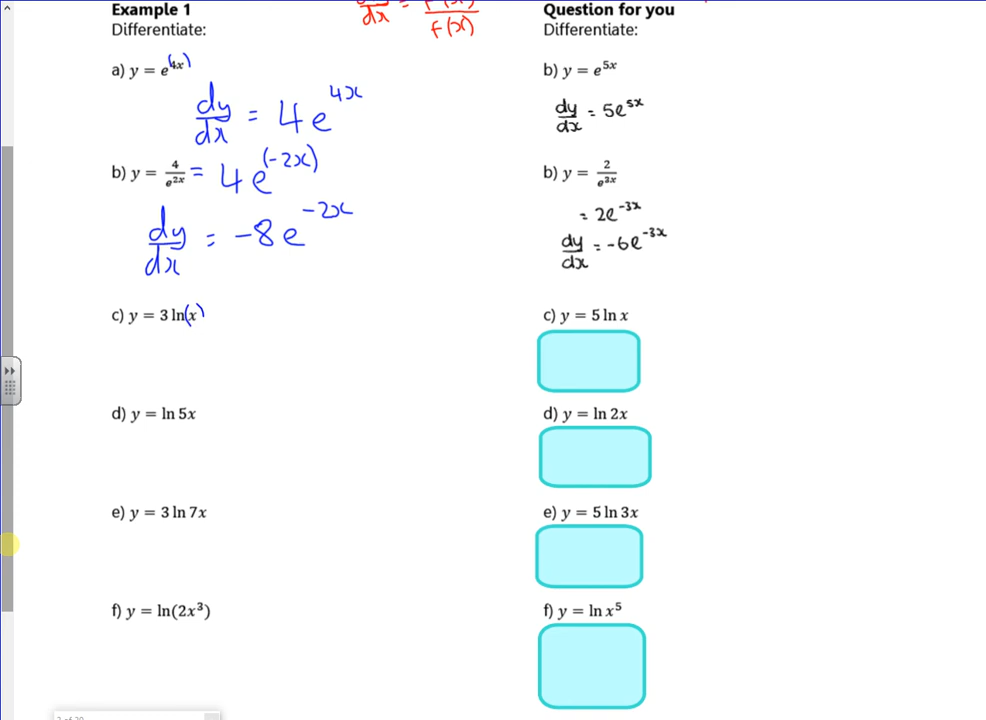 Example 1
Differentiate:
a) y = e^(4x)
dy/dx = 4e^4x
b) y = 4/e^2x = 4e^(-2x)
dy/dx = -8e^-2x
c) y = 3 ln(x)
d) y = ln 5x
e) y = 3 ln 7x
f) y = ln(2x³)
Question for you
Differentiate:
b) y = e^5x
dy/dx = 5e^5x
b) y = 2/e^3x
= 2e^-3x
dy/dx = -6e^-3x
c) y = 5 ln x
d) y = ln 2x
e) y = 5 ln 3x
f) y = ln x⁵